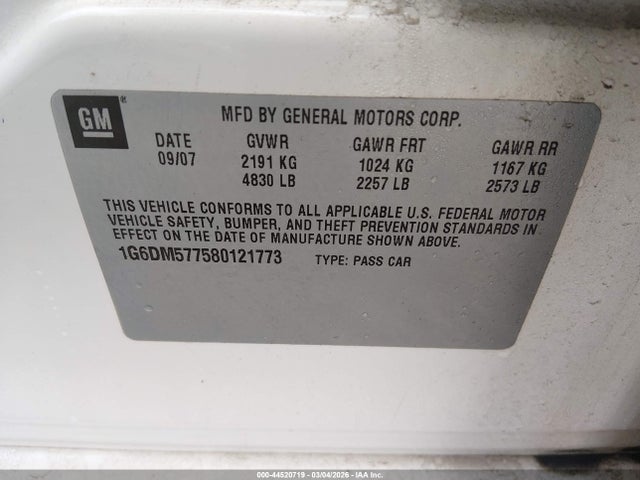 GM®
MFD BY GENERAL MOTORS CORP.
DATE GVWR GAWR FRT GAWR RR
09/07 2191 KG 1024 KG 1167 KG
4830 LB 2257 LB 2573 LB
THIS VEHICLE CONFORMS TO ALL APPLICABLE U.S. FEDERAL MOTOR
VEHICLE SAFETY, BUMPER, AND THEFT PREVENTION STANDARDS IN
EFFECT ON THE DATE OF MANUFACTURE SHOWN ABOVE.
1G6DM577580121773 TYPE: PASS CAR
000-44520719 - 03/04/2026 - IAA Inc.